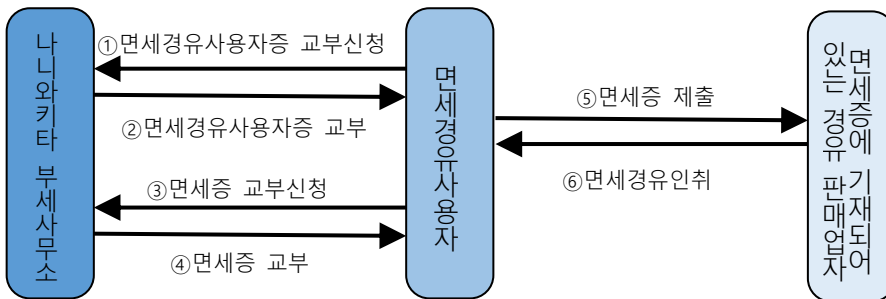 나니와키타 부세사무소
①면세경유사용자증 교부신청
②면세경유사용자증 교부
③면세증 교부신청
④면세증 교부
면세경유사용자
⑤면세증 제출
⑥면세경유인취
면세증에 기재되어
있는 경유 판매업자